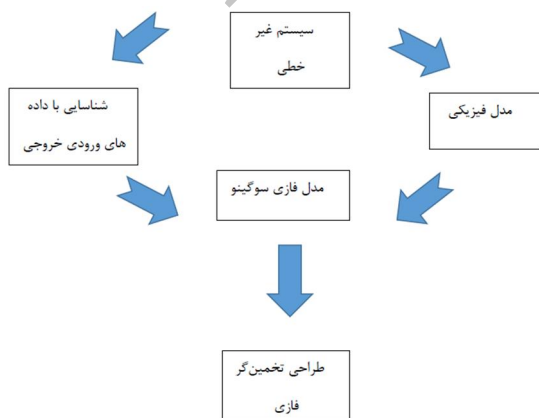 سیستم غیر
خطی
شناسایی با داده
های ورودی خروجی
مدل فیزیکی
مدل فازی سوگینو
طراحی تخمین‌گر
فازی